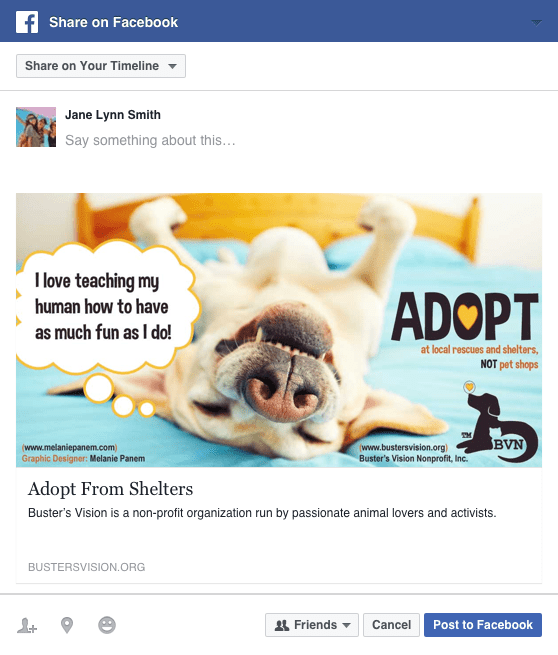 Share on Facebook
Share on Your Timeline
Jane Lynn Smith
Say something about this…
I love teaching my
human how to have
as much fun as I do!
ADOPT
at local rescues and shelters,
NOT pet shops
TM
BVN
(www.melaniepanem.com)
Graphic Designer: Melanie Panem
(www.bustersvision.org)
Buster's Vision Nonprofit, Inc.
Adopt From Shelters
Buster's Vision is a non-profit organization run by passionate animal lovers and activists.
BUSTERSVISION.ORG
Friends
Cancel
Post to Facebook